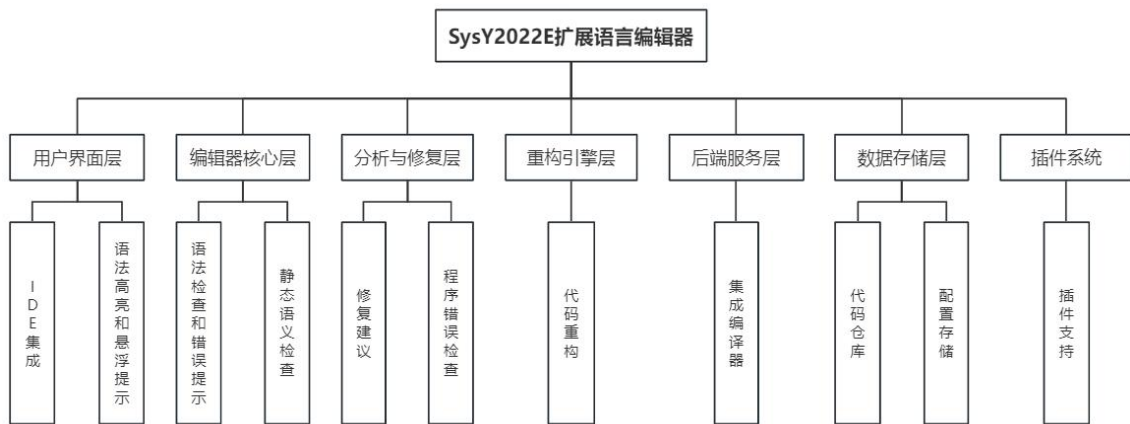 SysY2022E扩展语言编辑器
用户界面层
编辑器核心层
分析与修复层
重构引擎层
后端服务层
数据存储层
插件系统
IDE集成
语法高亮和悬浮提示
语法检查和错误提示
静态语义检查
修复建议
程序错误检查
代码重构
集成编译器
代码仓库
配置存储
插件支持